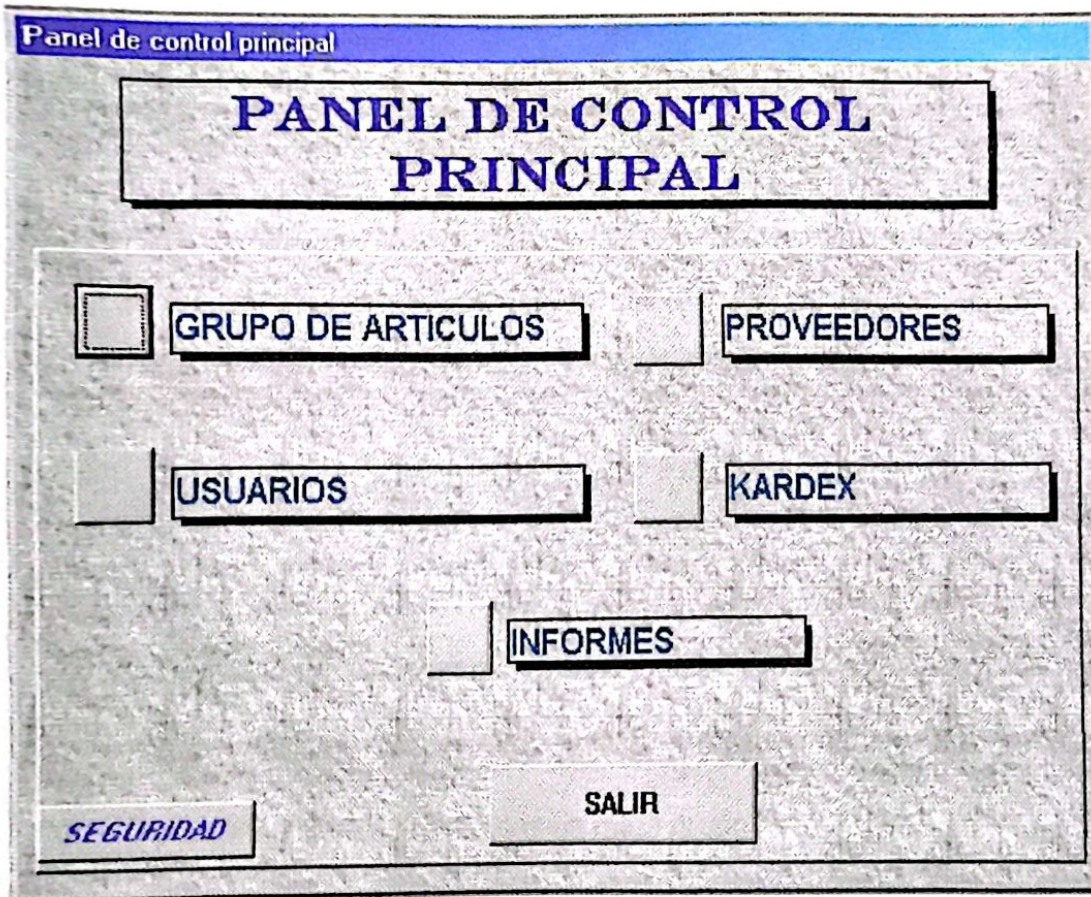 Panel de control principal
PANEL DE CONTROL
PRINCIPAL
GRUPO DE ARTICULOS
PROVEEDORES
USUARIOS
KARDEX
INFORMES
SALIR
SEGURIDAD